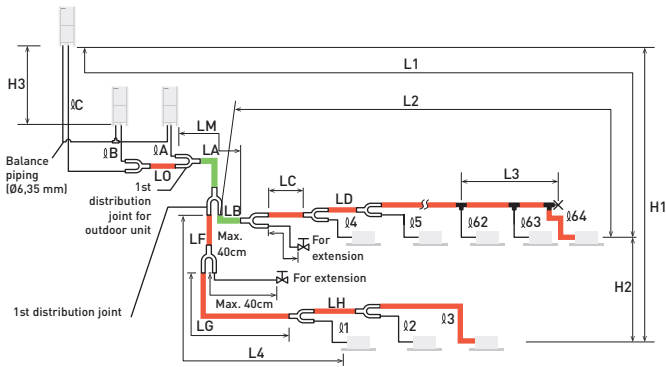 L1
H3
L2
ℓC
LM
ℓB
ℓA
LA
L3
Balance
piping
(Ø6,35 mm)
LO
1st
distribution
joint for
outdoor unit
LC
LD
H1
LB
ℓ4
ℓ5
ℓ62
ℓ63
ℓ64
LF
Max.
40cm
For
extension
For extension
H2
1st distribution joint
Max. 40cm
LG
LH
ℓ1
ℓ2
ℓ3
L4